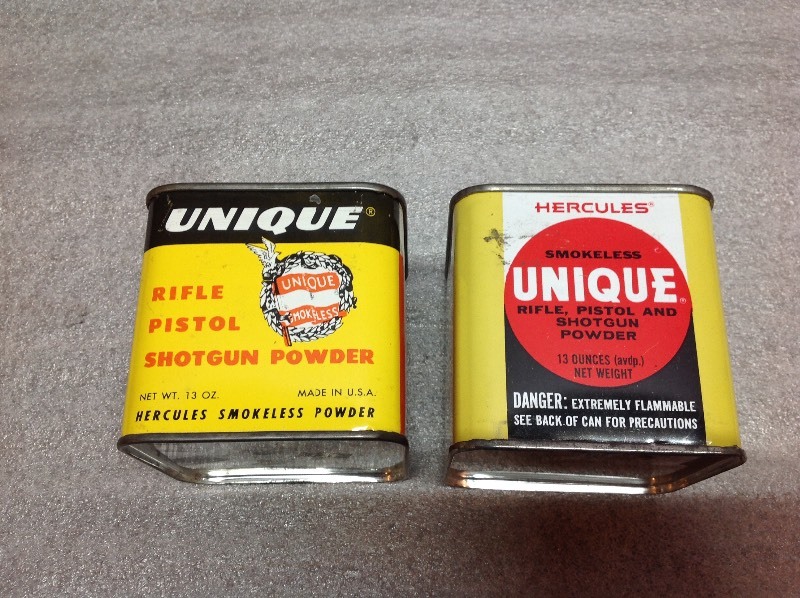 UNIQUE®
UNIQUE
SMOKELESS
RIFLE
PISTOL
SHOTGUN POWDER
NET WT. 13 OZ. MADE IN U.S.A.
HERCULES SMOKELESS POWDER
HERCULES®
SMOKELESS
UNIQUE®
RIFLE, PISTOL AND
SHOTGUN
POWDER
13 OUNCES (avdp.)
NET WEIGHT
DANGER: EXTREMELY FLAMMABLE
SEE BACK OF CAN FOR PRECAUTIONS